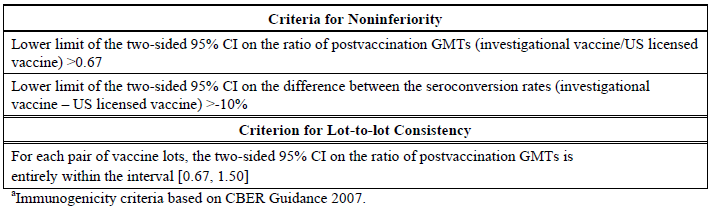 Criteria for Noninferiority
Lower limit of the two-sided 95% CI on the ratio of postvaccination GMTs (investigational vaccine/US licensed
vaccine) >0.67
Lower limit of the two-sided 95% CI on the difference between the seroconversion rates (investigational
vaccine – US licensed vaccine) >-10%
Criterion for Lot-to-lot Consistency
For each pair of vaccine lots, the two-sided 95% CI on the ratio of postvaccination GMTs is
entirely within the interval [0.67, 1.50]
aImmunogenicity criteria based on CBER Guidance 2007.